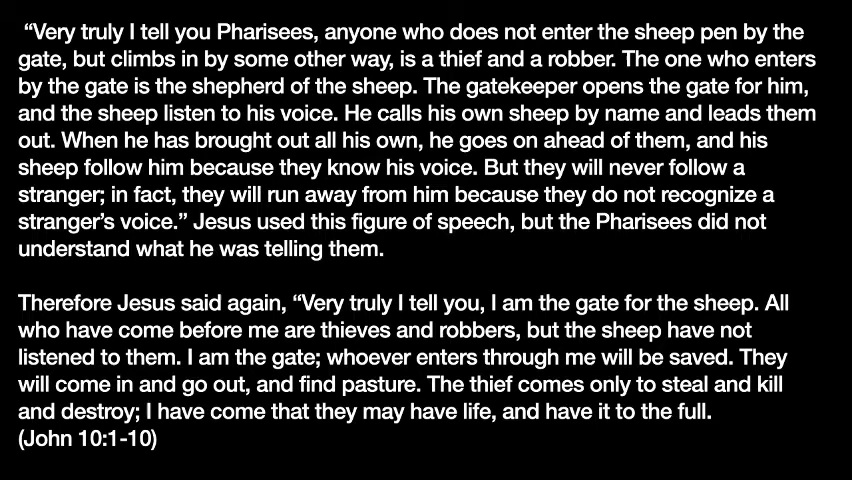 “Very truly I tell you Pharisees, anyone who does not enter the sheep pen by the
gate, but climbs in by some other way, is a thief and a robber. The one who enters
by the gate is the shepherd of the sheep. The gatekeeper opens the gate for him,
and the sheep listen to his voice. He calls his own sheep by name and leads them
out. When he has brought out all his own, he goes on ahead of them, and his
sheep follow him because they know his voice. But they will never follow a
stranger; in fact, they will run away from him because they do not recognize a
stranger’s voice.” Jesus used this figure of speech, but the Pharisees did not
understand what he was telling them.
Therefore Jesus said again, “Very truly I tell you, I am the gate for the sheep. All
who have come before me are thieves and robbers, but the sheep have not
listened to them. I am the gate; whoever enters through me will be saved. They
will come in and go out, and find pasture. The thief comes only to steal and kill
and destroy; I have come that they may have life, and have it to the full.
(John 10:1-10)